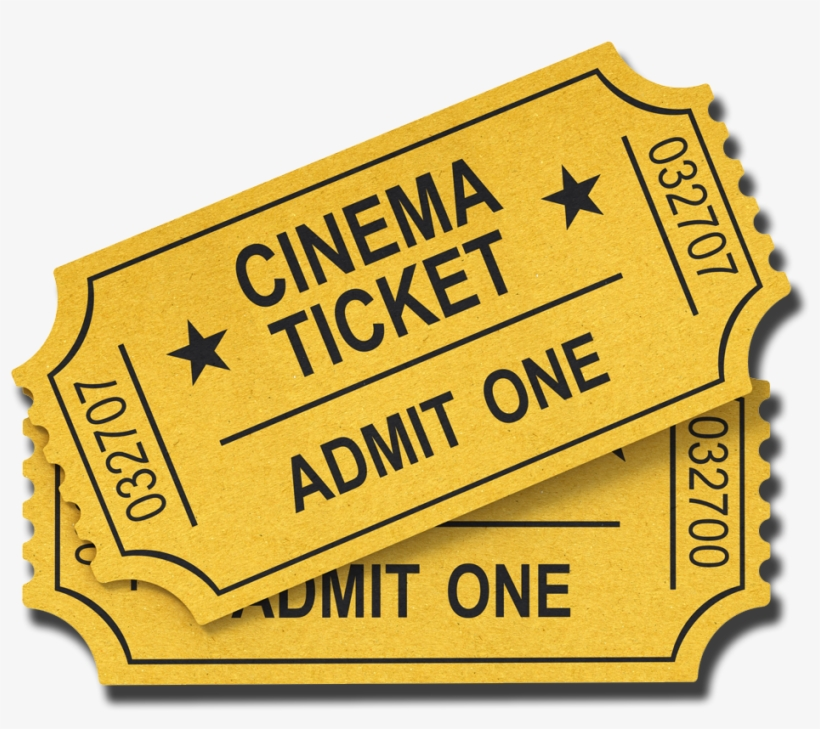 CINEMA
TICKET
ADMIT ONE
032707
032707
ADMIT ONE
032700